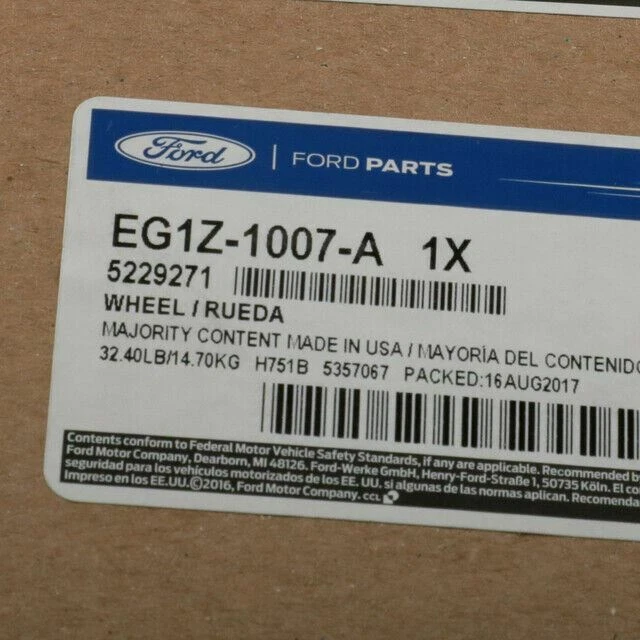 Ford | FORD PARTS
EG1Z-1007-A 1X
5229271
WHEEL / RUEDA
MAJORITY CONTENT MADE IN USA / MAYORÍA DEL CONTENIDO
32.40LB/14.70KG H751B 5357067 PACKED:16AUG2017
Contents conform to Federal Motor Vehicle Safety Standards, if any are applicable. Recommended
Ford Motor Company, Dearborn, MI 48126. Ford-Werke GmbH, Henry-Ford-Straße 1, 50735 Köln. El co
seguridad para los vehículos motorizados de los EE. UU. si algunas de las normas aplican. Recomenda
Impreso en los EE.UU.©2016, Ford Motor Company. CCL